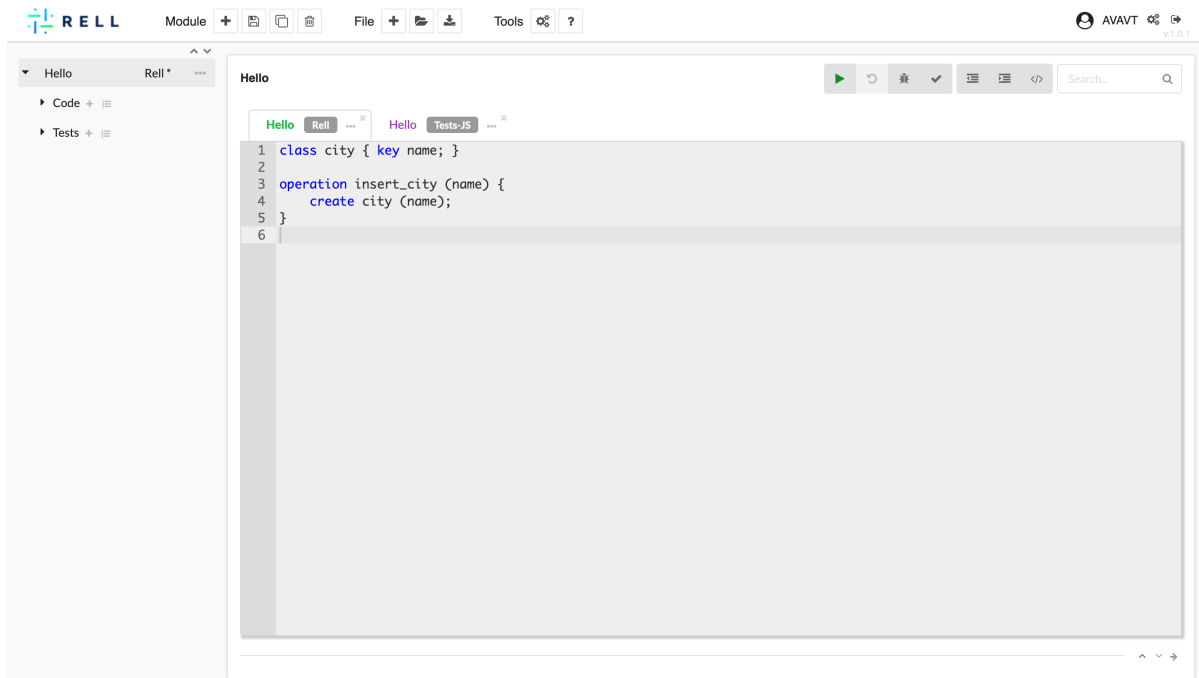 RELL
Module
File
Tools
?
AVAVT
v.1.0.1
Hello
Rell *
Code
Tests
Hello
Search...
Hello Rell
Hello Tests-JS
1 class city { key name; }
2
3 operation insert_city (name) {
4 create city (name);
5 }
6